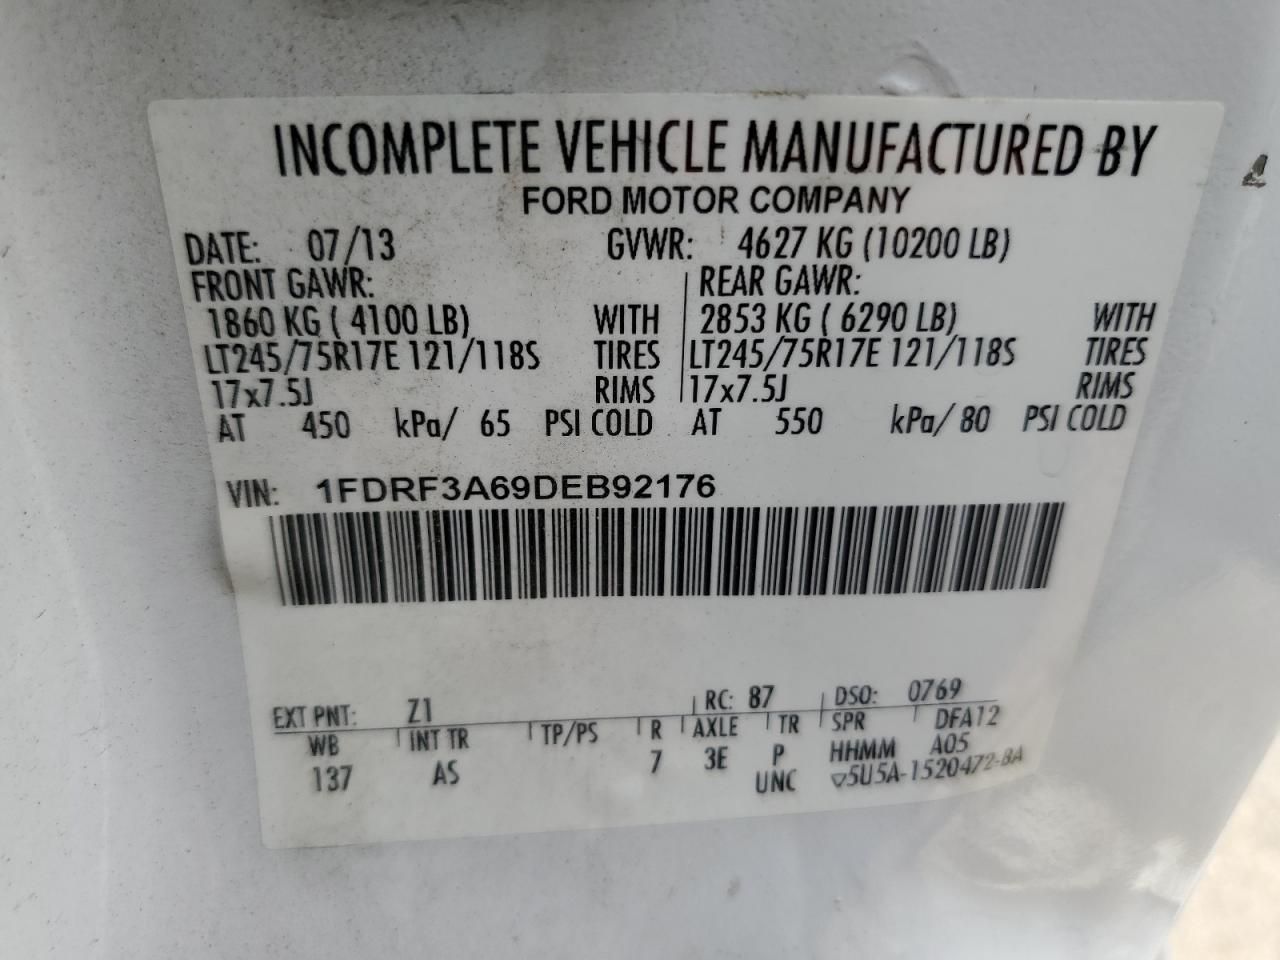 INCOMPLETE VEHICLE MANUFACTURED BY
FORD MOTOR COMPANY
DATE: 07/13 GVWR: 4627 KG (10200 LB)
FRONT GAWR: REAR GAWR:
1860 KG ( 4100 LB) WITH 2853 KG ( 6290 LB) WITH
LT245/75R17E 121/118S TIRES LT245/75R17E 121/118S TIRES
17x7.5J RIMS 17x7.5J RIMS
AT 450 kPa/ 65 PSI COLD AT 550 kPa/ 80 PSI COLD
VIN: 1FDRF3A69DEB92176
EXT PNT: Z1 RC: 87 DSO: 0769
WB INT TR TP/PS R AXLE TR SPR DFA12
137 AS 7 3E P HHMM A05
UNC ▽5U5A-1520472-BA